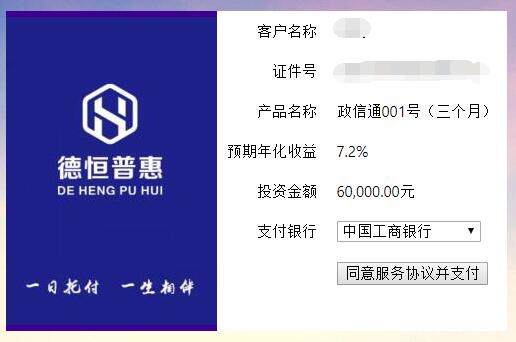 德恒普惠
DE HENG PU HUI
一日托付 一生相伴
客户名称
证件号
产品名称 政信通001号（三个月）
预期年化收益 7.2%
投资金额 60,000.00元
支付银行 中国工商银行
同意服务协议并支付